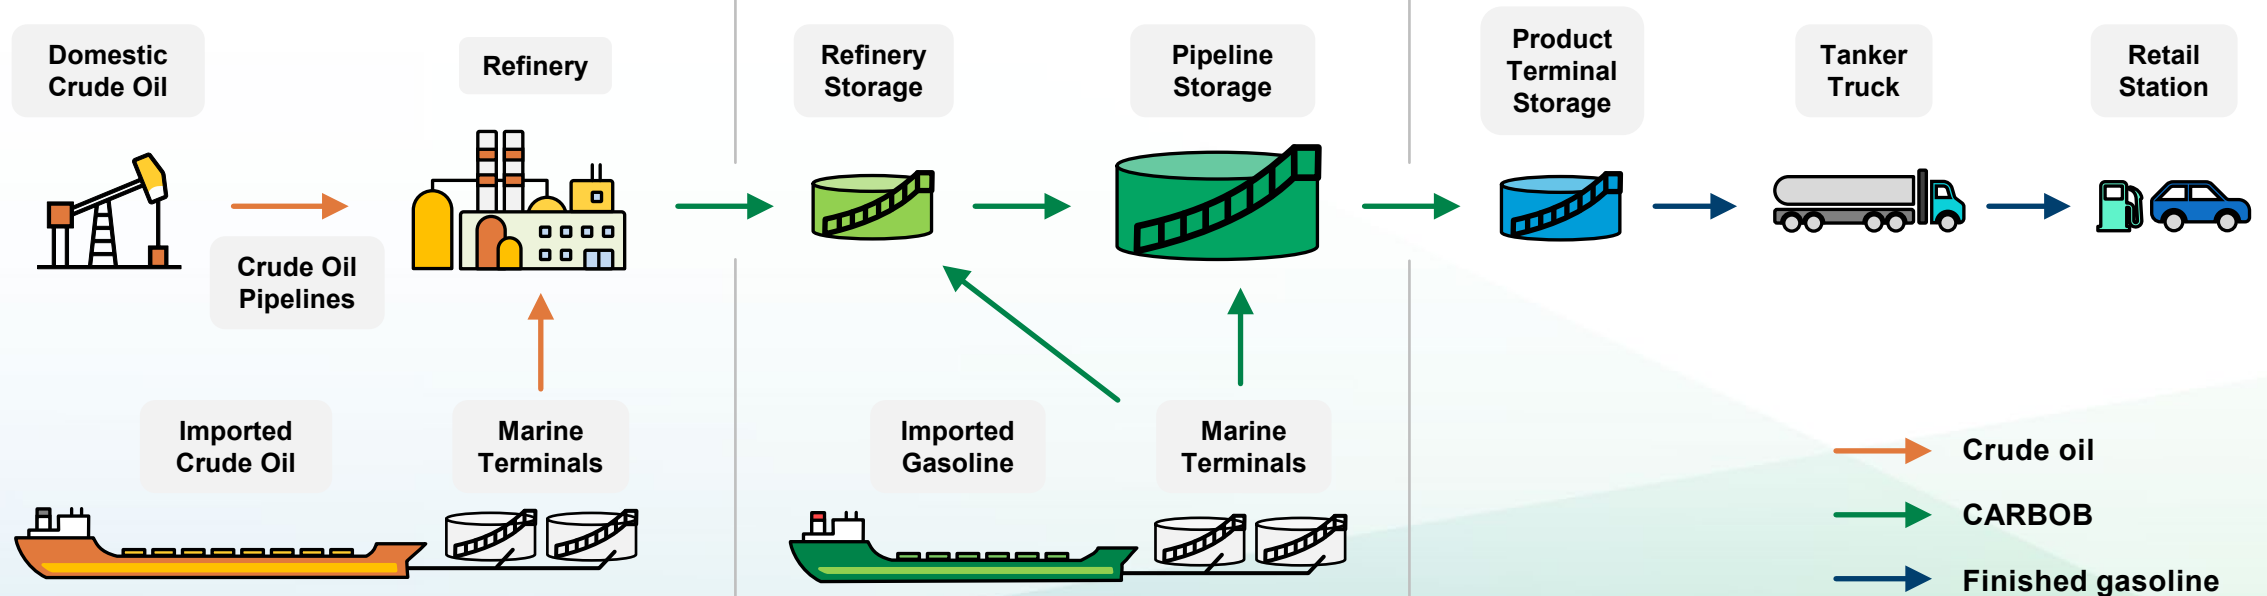 Domestic
Crude Oil
Refinery
Refinery
Storage
Pipeline
Storage
Product
Terminal
Storage
Tanker
Truck
Retail
Station
Crude Oil
Pipelines
Imported
Crude Oil
Marine
Terminals
Imported
Gasoline
Marine
Terminals
Crude oil
CARBOB
Finished gasoline